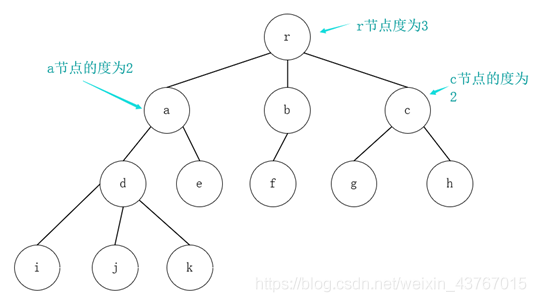 r
r节点度为3
a节点的度为2
c节点的度为
2
a
b
c
d
e
f
g
h
i
j
k
https://blog.csdn.net/weixin_43767015